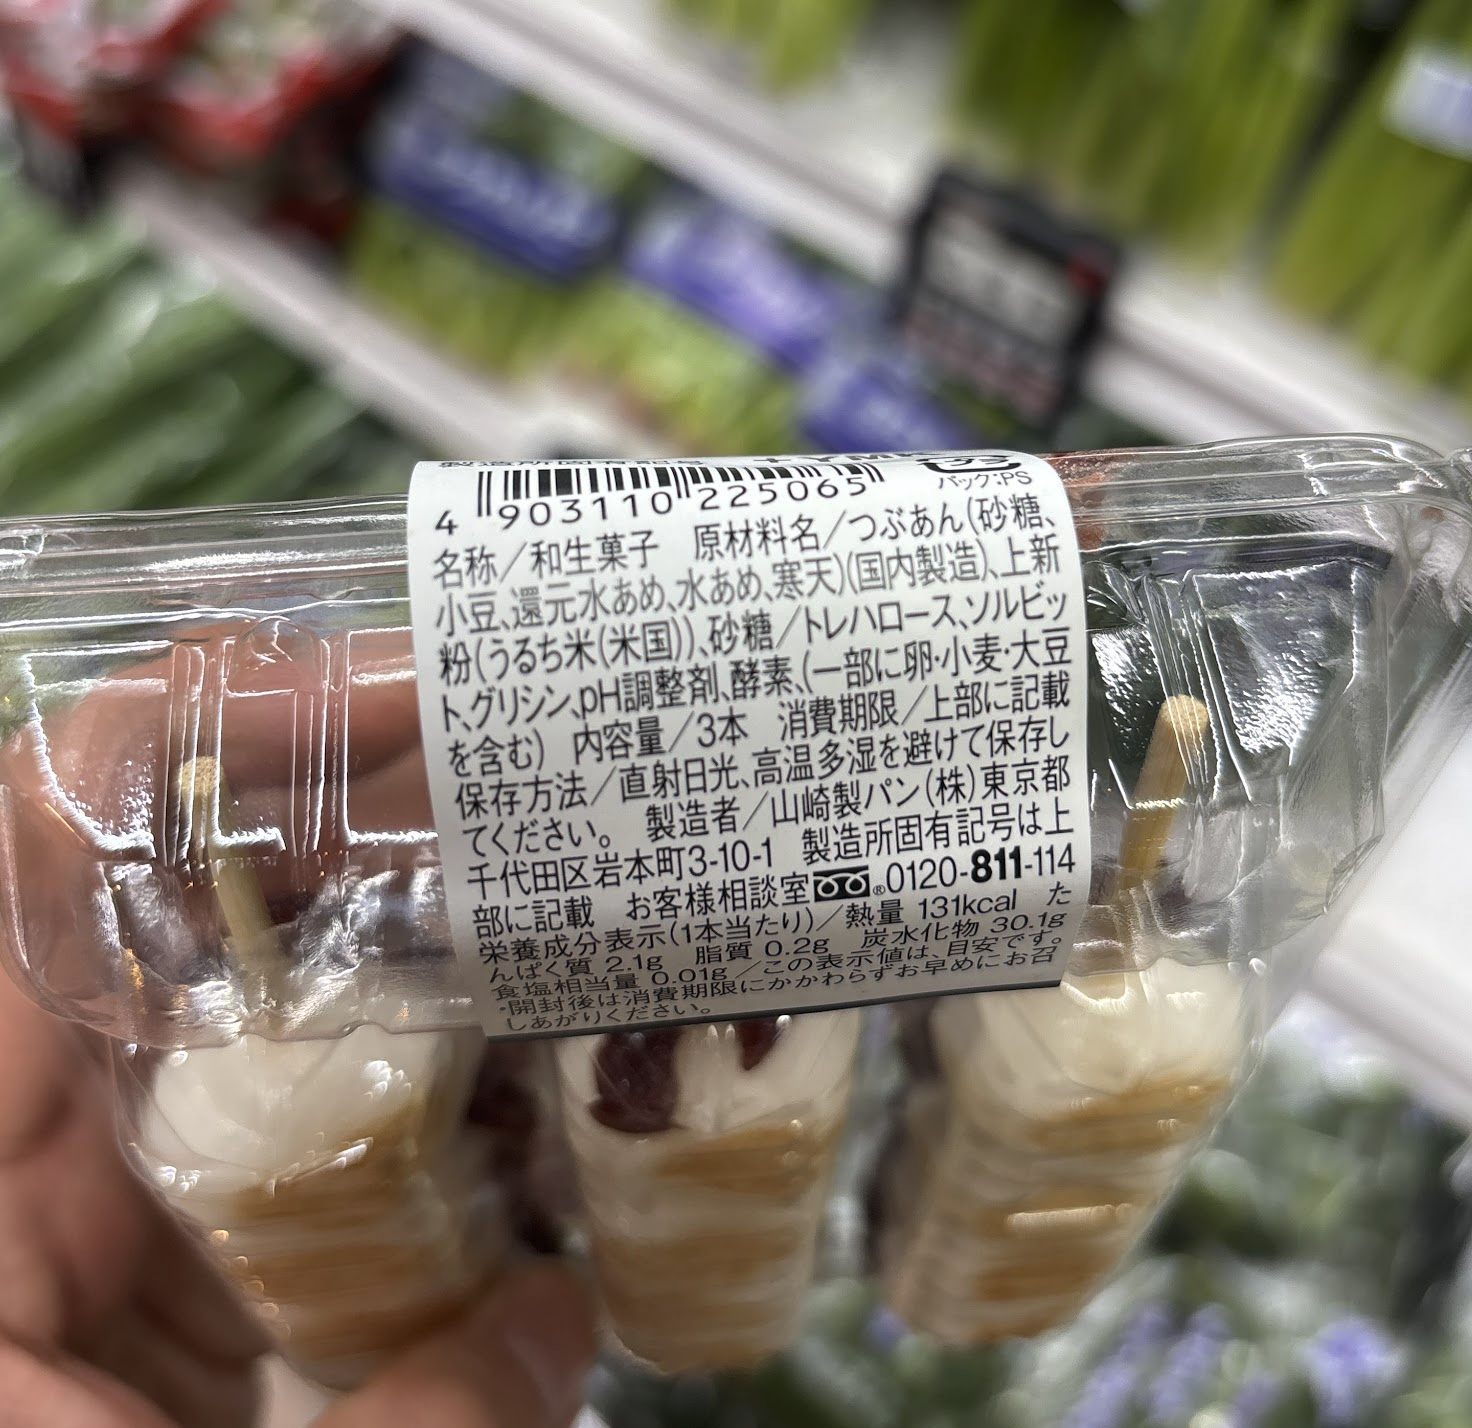 4 903110 225065
パック:PS
名称／和生菓子 原材料名／つぶあん(砂糖、
小豆、還元水あめ、水あめ、寒天)(国内製造)、上新
粉(うるち米(米国))、砂糖／トレハロース、ソルビッ
ト、グリシン、pH調整剤、酵素、(一部に卵・小麦・大豆
を含む) 内容量／3本 消費期限／上部に記載
保存方法／直射日光、高温多湿を避けて保存し
てください。 製造者／山崎製パン(株)東京都
千代田区岩本町3-10-1 製造所固有記号は上
部に記載 お客様相談室 ®0120-811-114
栄養成分表示(1本当たり)／熱量 131kcal た
んぱく質 2.1g 脂質 0.2g 炭水化物 30.1g
食塩相当量 0.01g／この表示値は、目安です。
・開封後は消費期限にかかわらずお早めにお召
しあがりください。